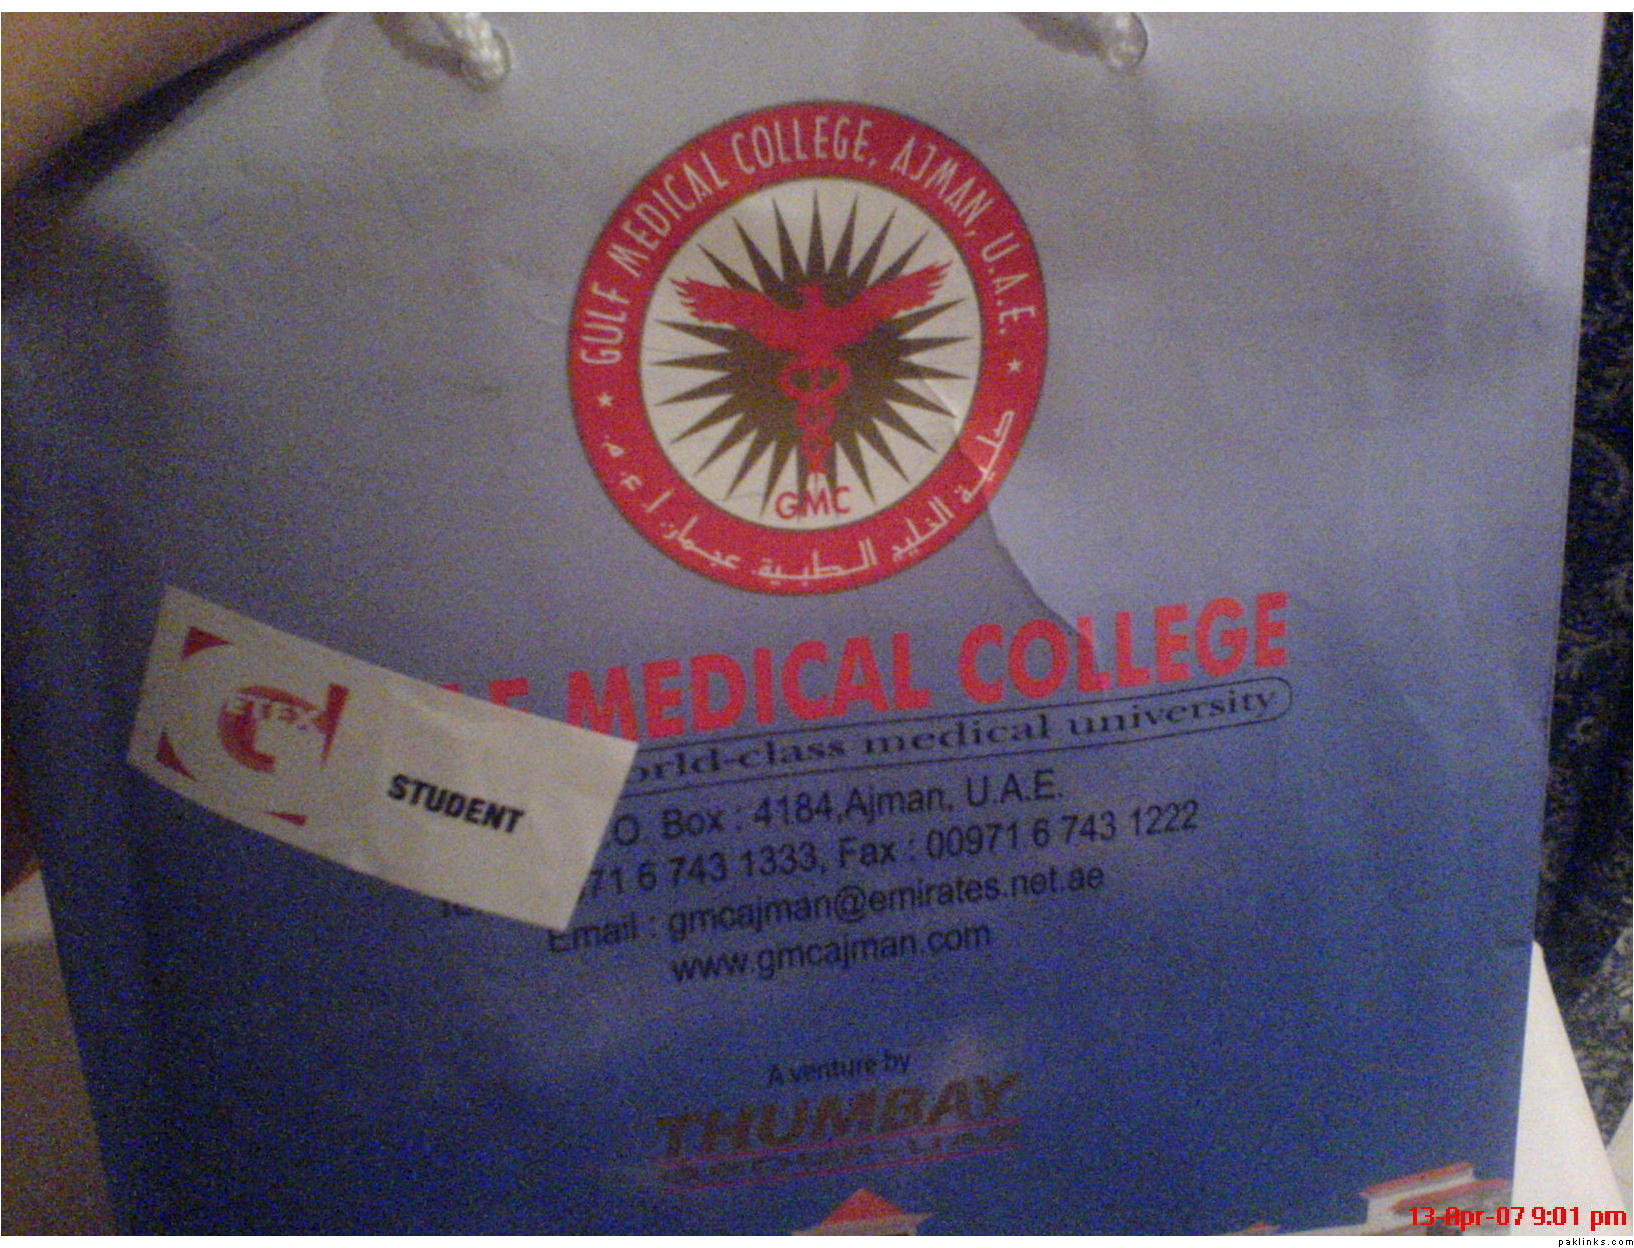 GULF MEDICAL COLLEGE, AJMAN, U.A.E.
GMC
كلية الخليج الطبية عجمان أ.ع.م.
LF MEDICAL COLLEGE
orld-class medical university
.O. Box : 4184,Ajman, U.A.E.
71 6 743 1333, Fax : 00971 6 743 1222
Email : gmcajman@emirates.net.ae
www.gmcajman.com
ETEX
STUDENT
A venture by
THUMBAY
13-Apr-07 9:01 pm
paklinks.com